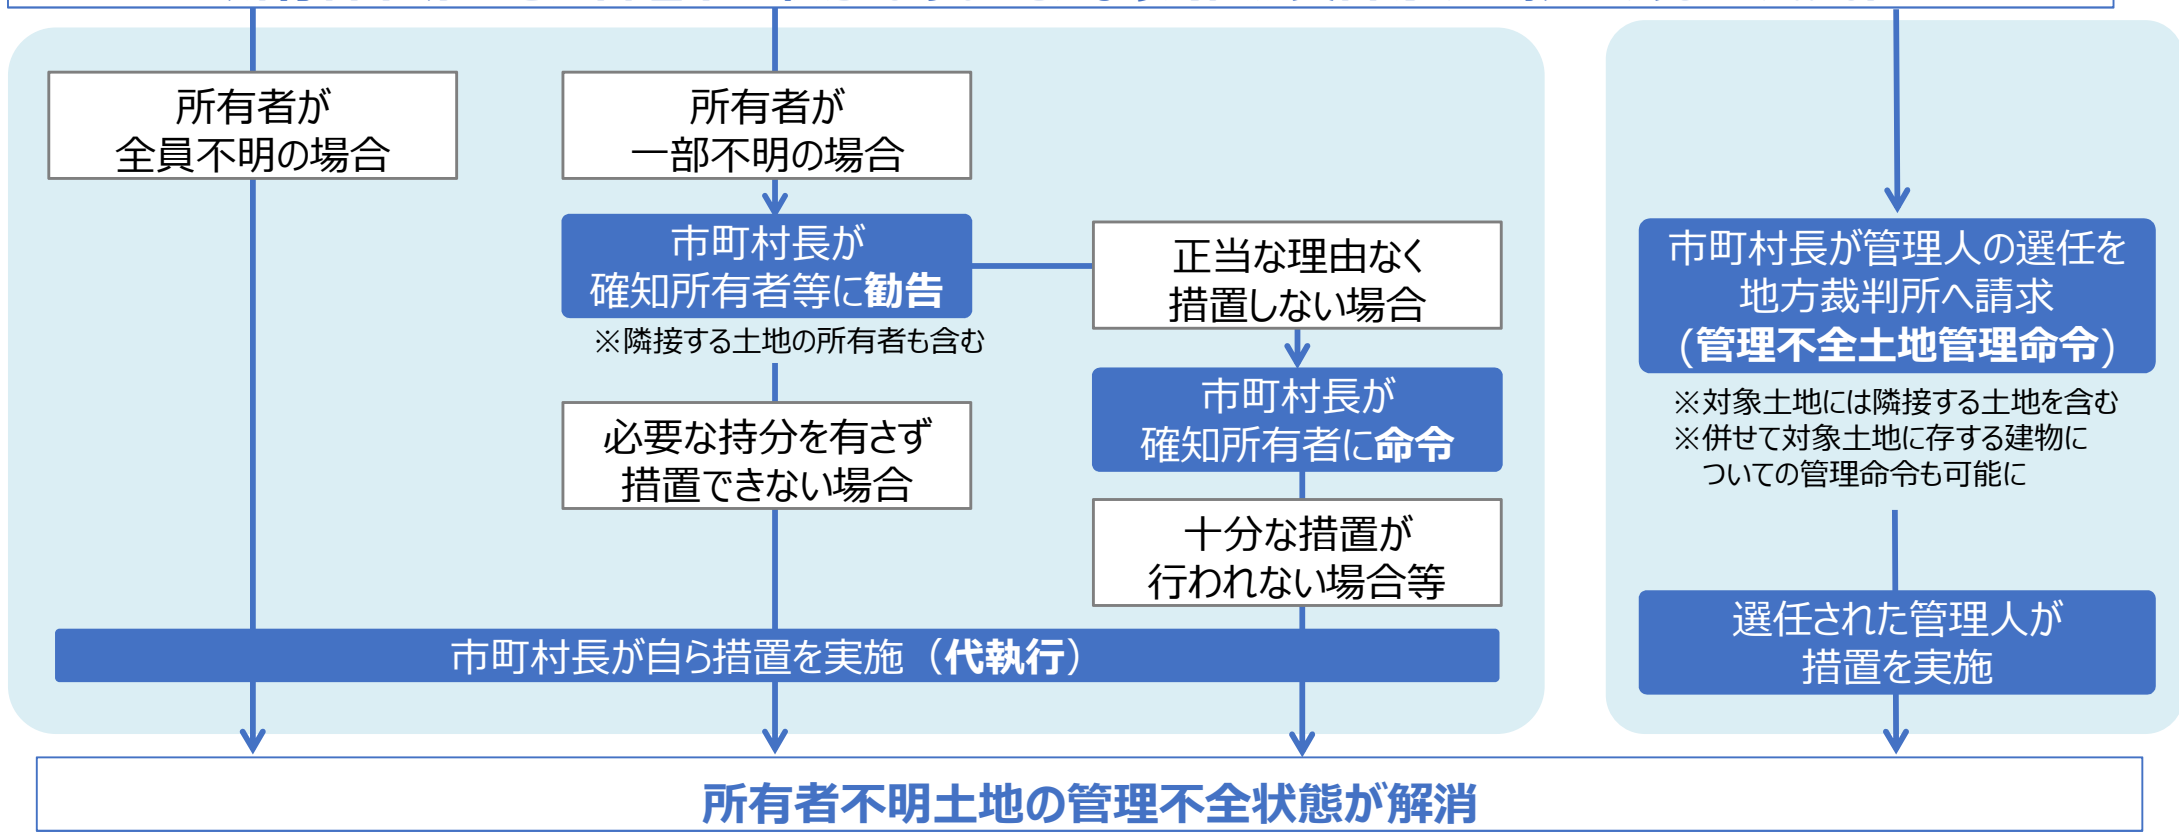 所有者が
全員不明の場合
所有者が
一部不明の場合
市町村長が
確知所有者等に勧告
※隣接する土地の所有者も含む
正当な理由なく
措置しない場合
必要な持分を有さず
措置できない場合
市町村長が
確知所有者に命令
十分な措置が
行われない場合等
市町村長が自ら措置を実施（代執行）
市町村長が管理人の選任を
地方裁判所へ請求
(管理不全土地管理命令)
※対象土地には隣接する土地を含む
※併せて対象土地に存する建物に
ついての管理命令も可能に
選任された管理人が
措置を実施
所有者不明土地の管理不全状態が解消